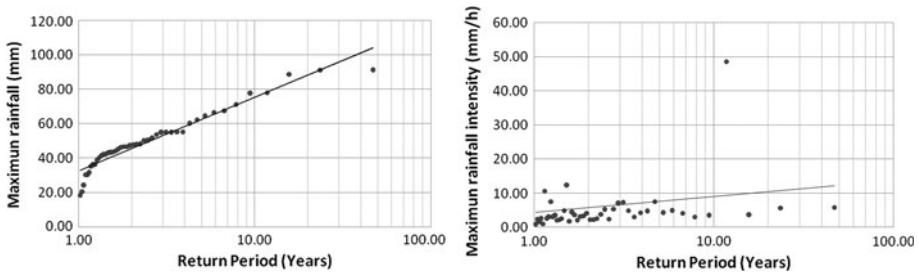 Maximun rainfall (mm)
120.00
100.00
80.00
60.00
40.00
20.00
0.00
1.00 10.00 100.00
Return Period (Years)
Maximun rainfall intensity (mm/h)
60.00
50.00
40.00
30.00
20.00
10.00
0.00
1.00 10.00 100.00
Return Period (Years)